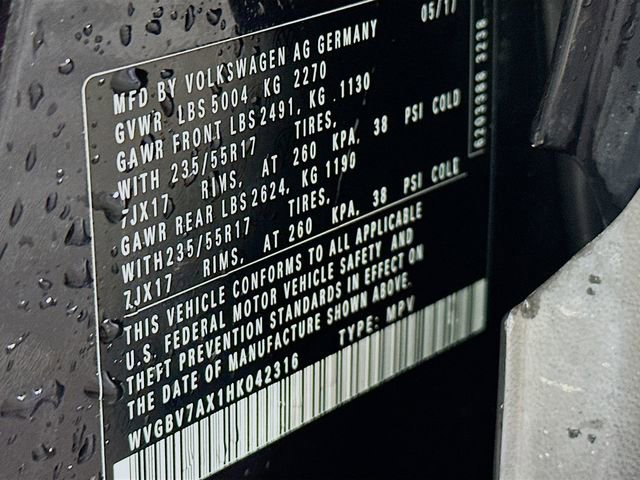 MFD BY VOLKSWAGEN AG GERMANY 05/17
GVWR LBS 5004, KG 2270
GAWR FRONT LBS 2491, KG 1130
WITH 235/55R17 TIRES,
7JX17 RIMS, AT 260 KPA, 38 PSI COLD
GAWR REAR LBS 2624, KG 1190
WITH 235/55R17 TIRES,
7JX17 RIMS, AT 260 KPA, 38 PSI COLD
THIS VEHICLE CONFORMS TO ALL APPLICABLE
U.S. FEDERAL MOTOR VEHICLE SAFETY AND
THEFT PREVENTION STANDARDS IN EFFECT ON
THE DATE OF MANUFACTURE SHOWN ABOVE.
WVGBV7AX1HK042316 TYPE: MPV